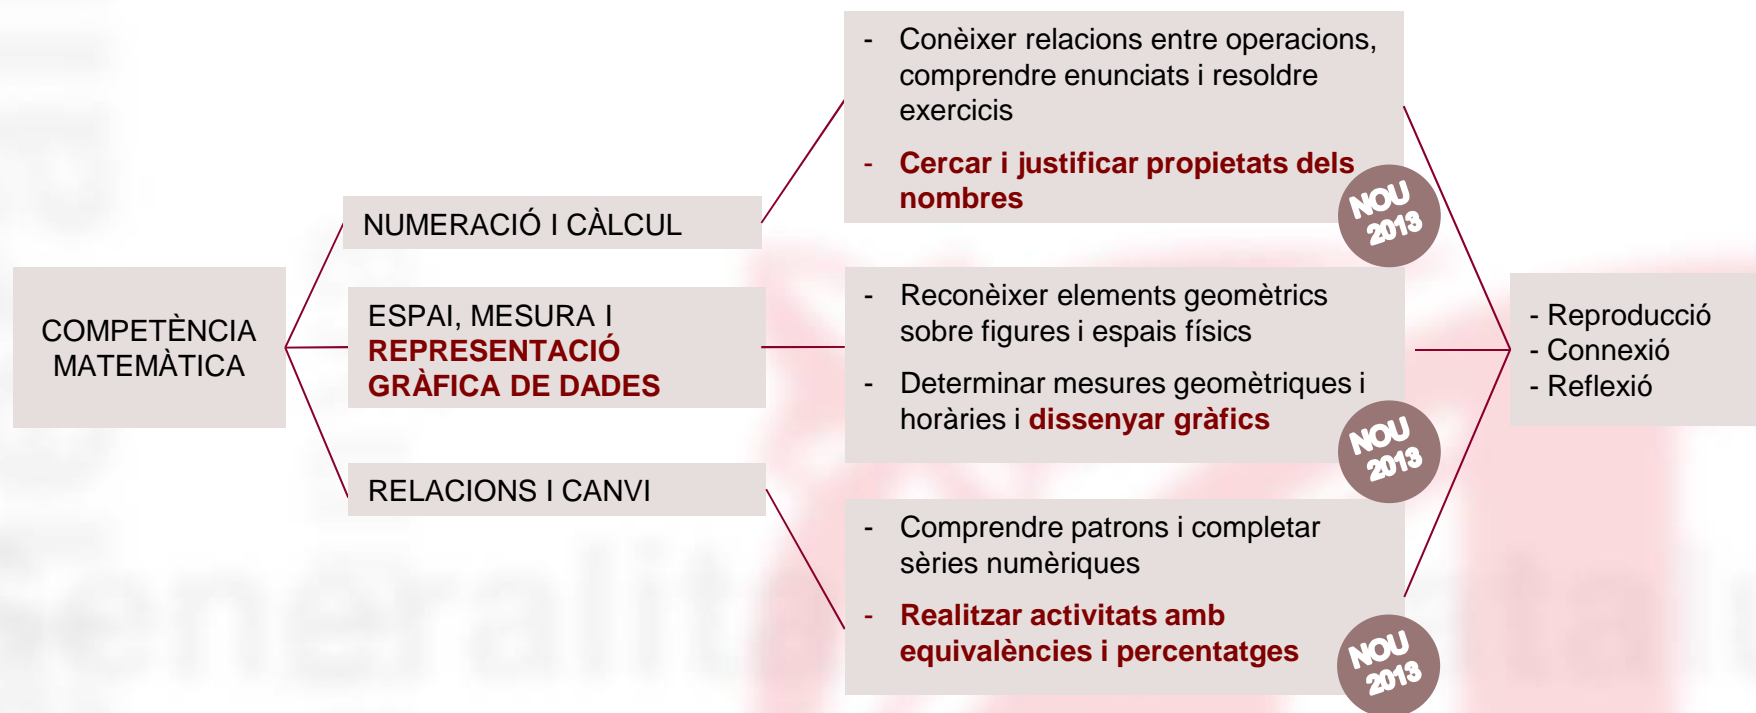 COMPETÈNCIA
MATEMÀTICA
NUMERACIÓ I CÀLCUL
ESPAI, MESURA I
REPRESENTACIÓ
GRÀFICA DE DADES
RELACIONS I CANVI
- Conèixer relacions entre operacions,
comprendre enunciats i resoldre
exercicis
- Cercar i justificar propietats dels
nombres
NOU
2013
- Reconèixer elements geomètrics
sobre figures i espais físics
- Determinar mesures geomètriques i
horàries i dissenyar gràfics
NOU
2013
- Comprendre patrons i completar
sèries numèriques
- Realitzar activitats amb
equivalències i percentatges
NOU
2013
- Reproducció
- Connexió
- Reflexió